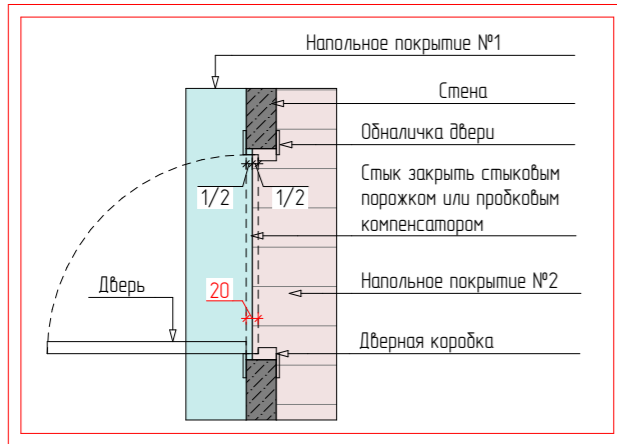 Напольное покрытие №1
Стена
Обналичка двери
Стык закрыть стыковым
порожком или пробковым
компенсатором
1/2 1/2
Напольное покрытие №2
20
Дверь
Дверная коробка